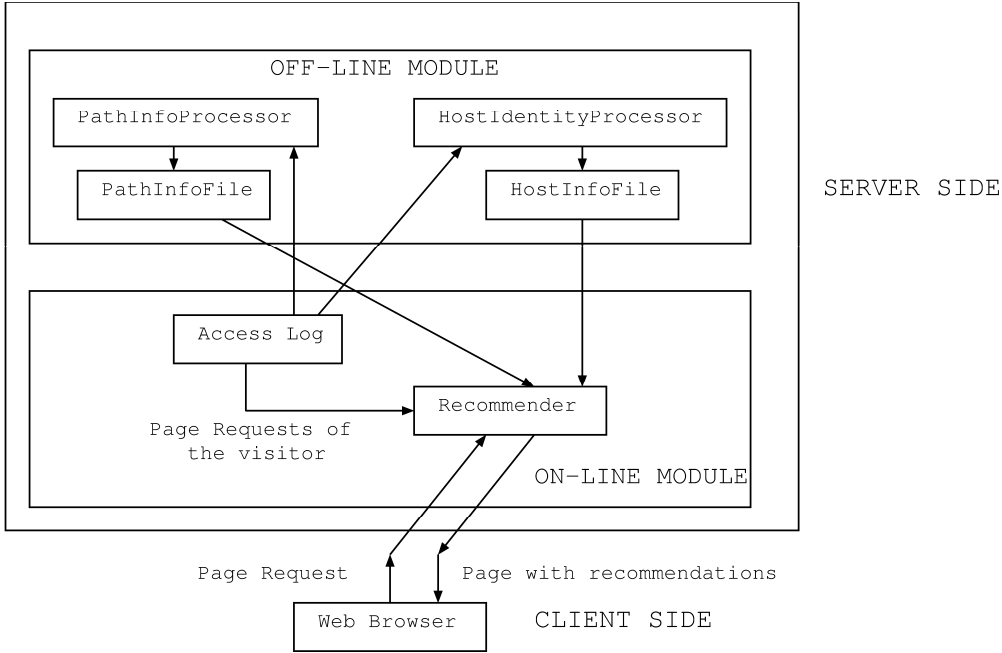 OFF-LINE MODULE
PathInfoProcessor
HostIdentityProcessor
PathInfoFile
HostInfoFile
SERVER SIDE
Access Log
Recommender
Page Requests of
the visitor
ON-LINE MODULE
Page Request
Page with recommendations
Web Browser
CLIENT SIDE